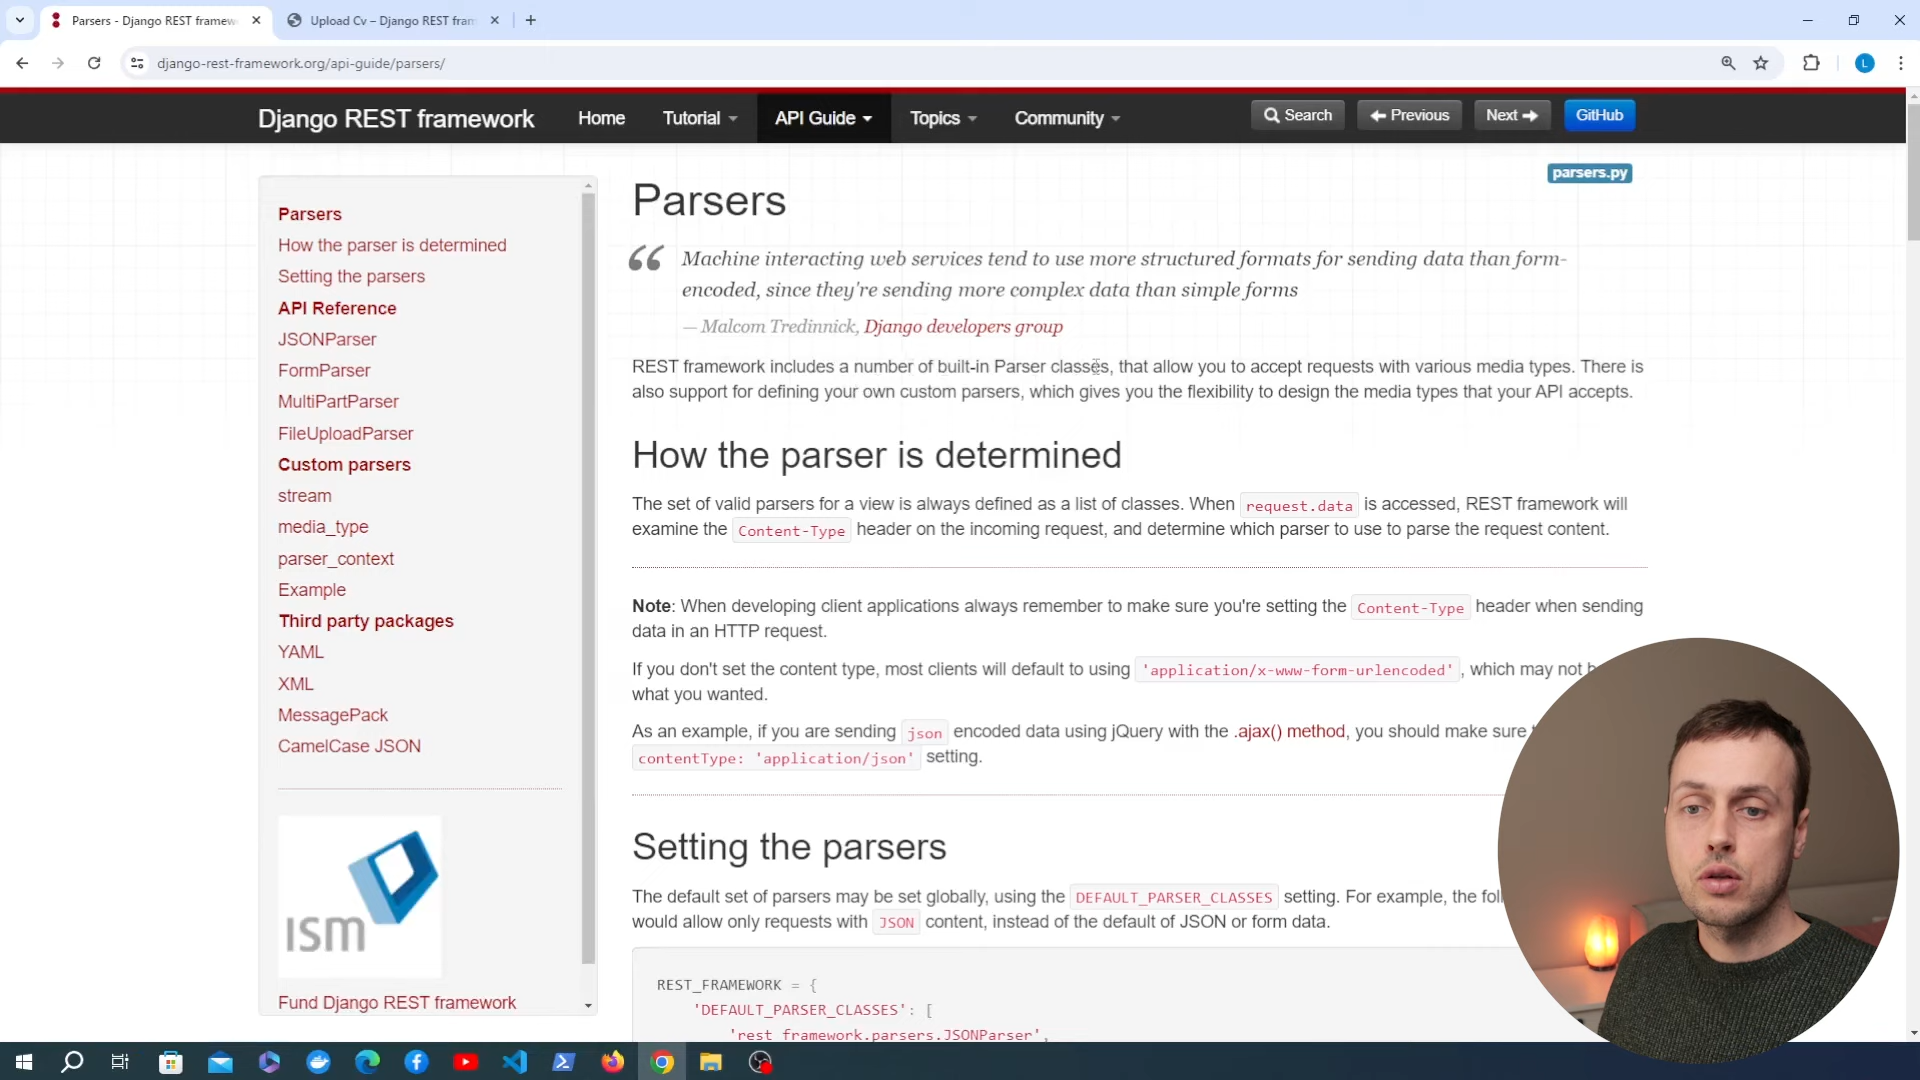 Parsers - Django REST framew
Upload Cv – Django REST fram
django-rest-framework.org/api-guide/parsers/
L
Django REST framework
Home
Tutorial
API Guide
Topics
Community
Search
Previous
Next
GitHub
parsers.py
Parsers
How the parser is determined
Setting the parsers
API Reference
JSONParser
FormParser
MultiPartParser
FileUploadParser
Custom parsers
stream
media_type
parser_context
Example
Third party packages
YAML
XML
MessagePack
CamelCase JSON
ism
Fund Django REST framework
Parsers
“ Machine interacting web services tend to use more structured formats for sending data than form-
encoded, since they're sending more complex data than simple forms
— Malcom Tredinnick, Django developers group
REST framework includes a number of built-in Parser classes, that allow you to accept requests with various media types. There is
also support for defining your own custom parsers, which gives you the flexibility to design the media types that your API accepts.
How the parser is determined
The set of valid parsers for a view is always defined as a list of classes. When request.data is accessed, REST framework will
examine the Content-Type header on the incoming request, and determine which parser to use to parse the request content.
Note: When developing client applications always remember to make sure you're setting the Content-Type header when sending
data in an HTTP request.
If you don't set the content type, most clients will default to using 'application/x-www-form-urlencoded', which may not
what you wanted.
As an example, if you are sending json encoded data using jQuery with the .ajax() method, you should make sure
contentType: 'application/json' setting.
Setting the parsers
The default set of parsers may be set globally, using the DEFAULT_PARSER_CLASSES setting. For example, the
would allow only requests with JSON content, instead of the default of JSON or form data.
REST_FRAMEWORK = {
'DEFAULT_PARSER_CLASSES': [
'rest_framework.parsers.JSONParser',